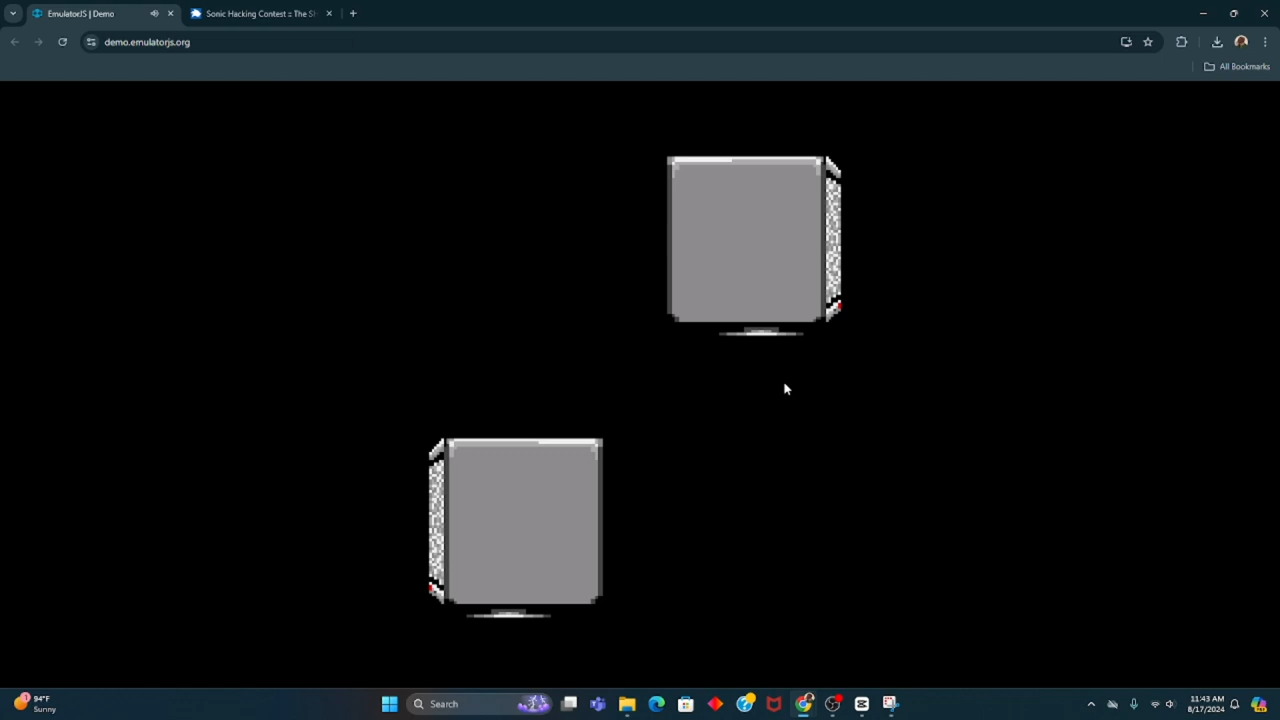 EmulatorJS | Demo
Sonic Hacking Contest :: The Sh
demo.emulatorjs.org
All Bookmarks
94°F
Sunny
Search
11:43 AM
8/17/2024